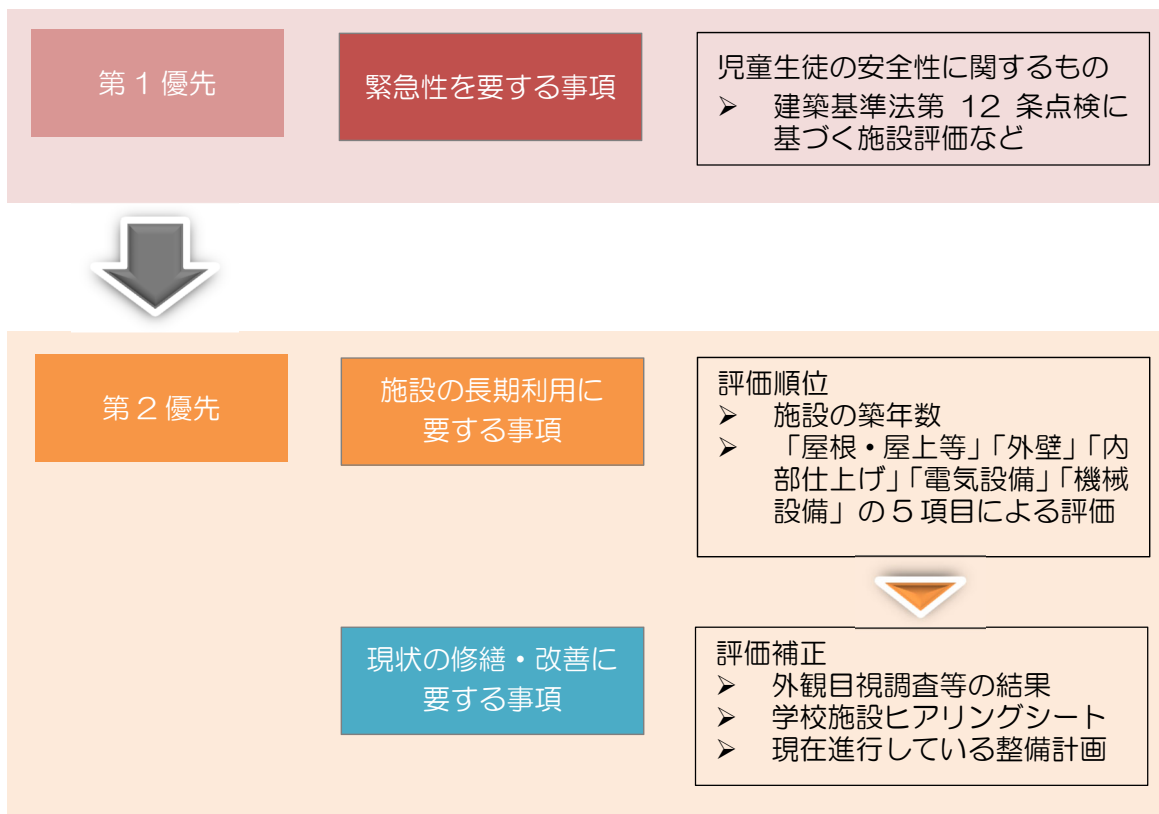 第1優先
緊急性を要する事項
児童生徒の安全性に関するもの
➢ 建築基準法第 12 条点検に
基づく施設評価など
第2優先
施設の長期利用に
要する事項
評価順位
➢ 施設の築年数
➢ 「屋根・屋上等」「外壁」「内
部仕上げ」「電気設備」「機械
設備」の5項目による評価
現状の修繕・改善に
要する事項
評価補正
➢ 外観目視調査等の結果
➢ 学校施設ヒアリングシート
➢ 現在進行している整備計画